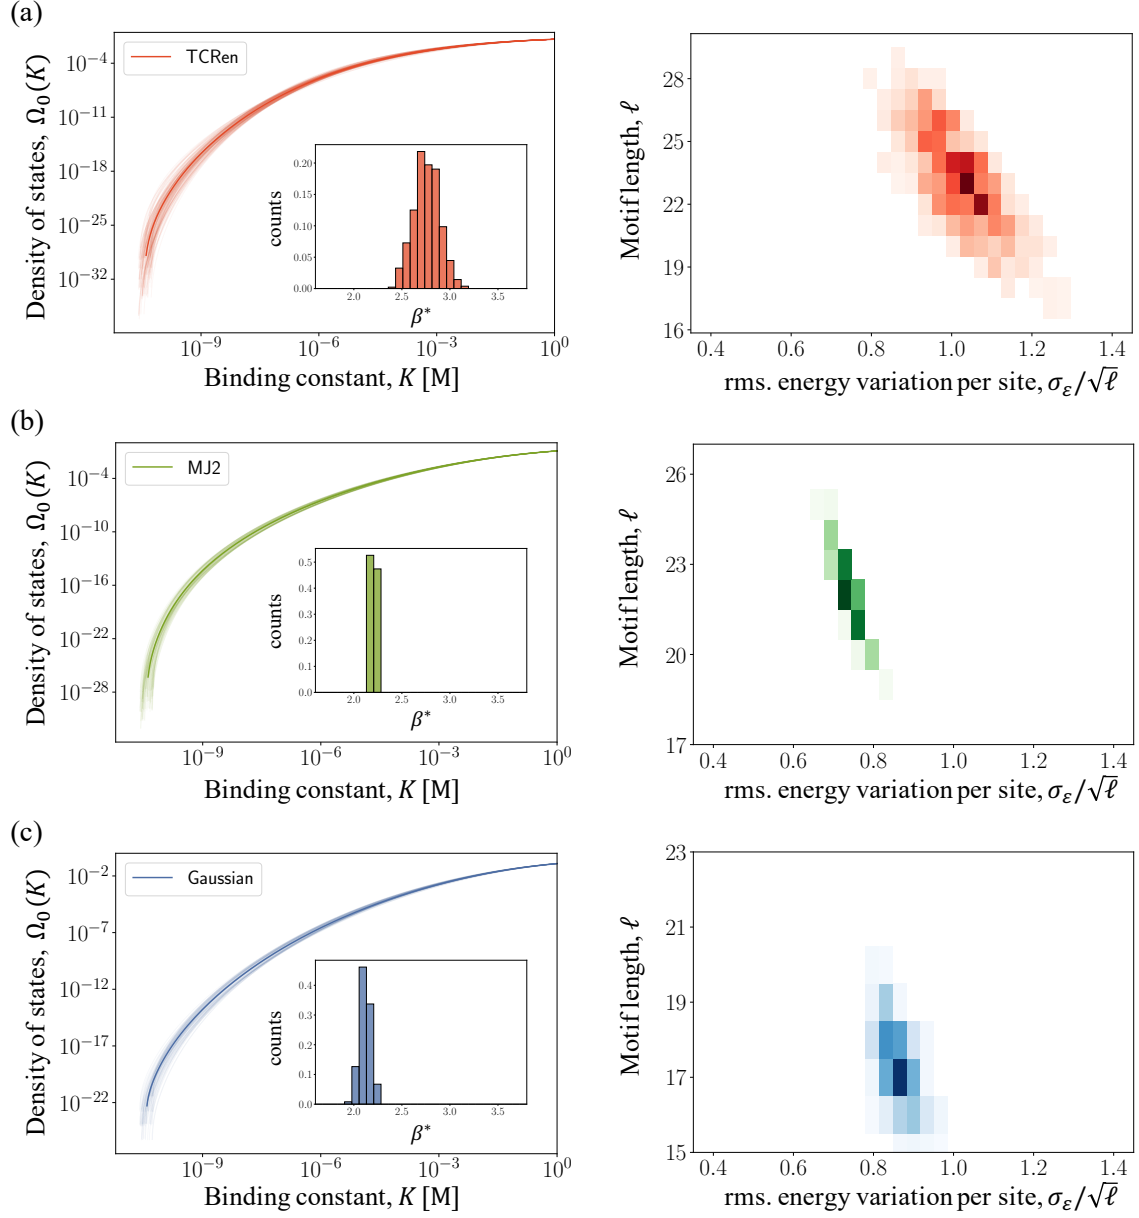 (a)
TCRen
Density of states, Ω₀(K)
10⁻⁴
10⁻¹¹
10⁻¹⁸
10⁻²⁵
10⁻³²
10⁻⁹ 10⁻⁶ 10⁻³ 10⁰
Binding constant, K [M]
counts
0.20
0.15
0.10
0.05
0.00
2.0 2.5 3.0 3.5
β*
Motif length, ℓ
28
25
22
19
16
0.4 0.6 0.8 1.0 1.2 1.4
rms. energy variation per site, σ_ε/√ℓ
(b)
MJ2
Density of states, Ω₀(K)
10⁻⁴
10⁻¹⁰
10⁻¹⁶
10⁻²²
10⁻²⁸
10⁻⁹ 10⁻⁶ 10⁻³ 10⁰
Binding constant, K [M]
counts
0.5
0.4
0.3
0.2
0.1
0.0
2.0 2.5 3.0 3.5
β*
Motif length, ℓ
26
23
20
17
0.4 0.6 0.8 1.0 1.2 1.4
rms. energy variation per site, σ_ε/√ℓ
(c)
Gaussian
Density of states, Ω₀(K)
10⁻²
10⁻⁷
10⁻¹²
10⁻¹⁷
10⁻²²
10⁻⁹ 10⁻⁶ 10⁻³ 10⁰
Binding constant, K [M]
counts
0.4
0.3
0.2
0.1
0.0
2.0 2.5 3.0 3.5
β*
Motif length, ℓ
23
21
19
17
15
0.4 0.6 0.8 1.0 1.2 1.4
rms. energy variation per site, σ_ε/√ℓ